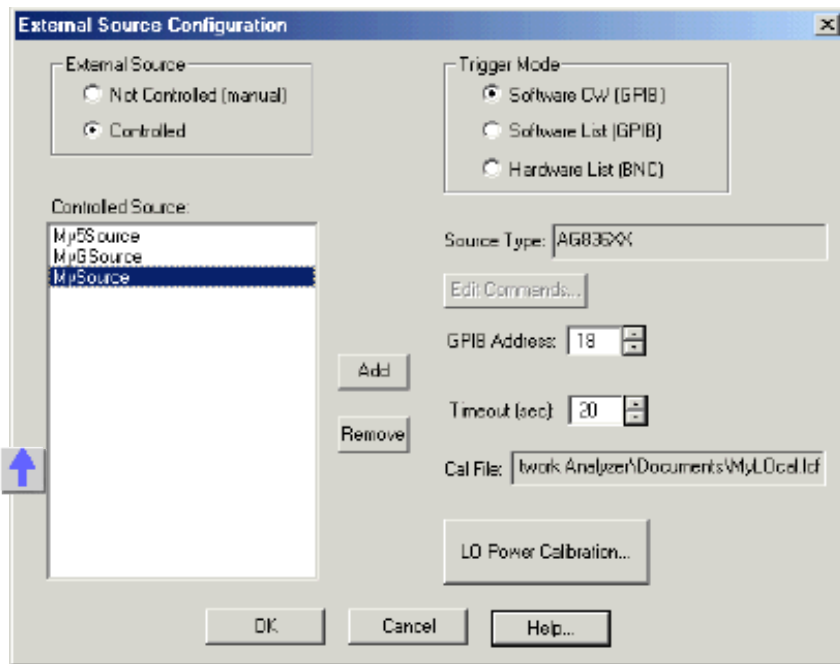 External Source Configuration
External Source
Not Controlled (manual)
Controlled
Trigger Mode
Software CW (GPIB)
Software List (GPIB)
Hardware List (BNC)
Controlled Source:
My5Source
MyGSource
MySource
Source Type: AG836XX
Edit Commands...
GPIB Address: 18
Add
Timeout (sec): 20
Remove
Cal File: twork Analyzer\Documents\MyLOcal.lcf
LO Power Calibration...
OK
Cancel
Help...